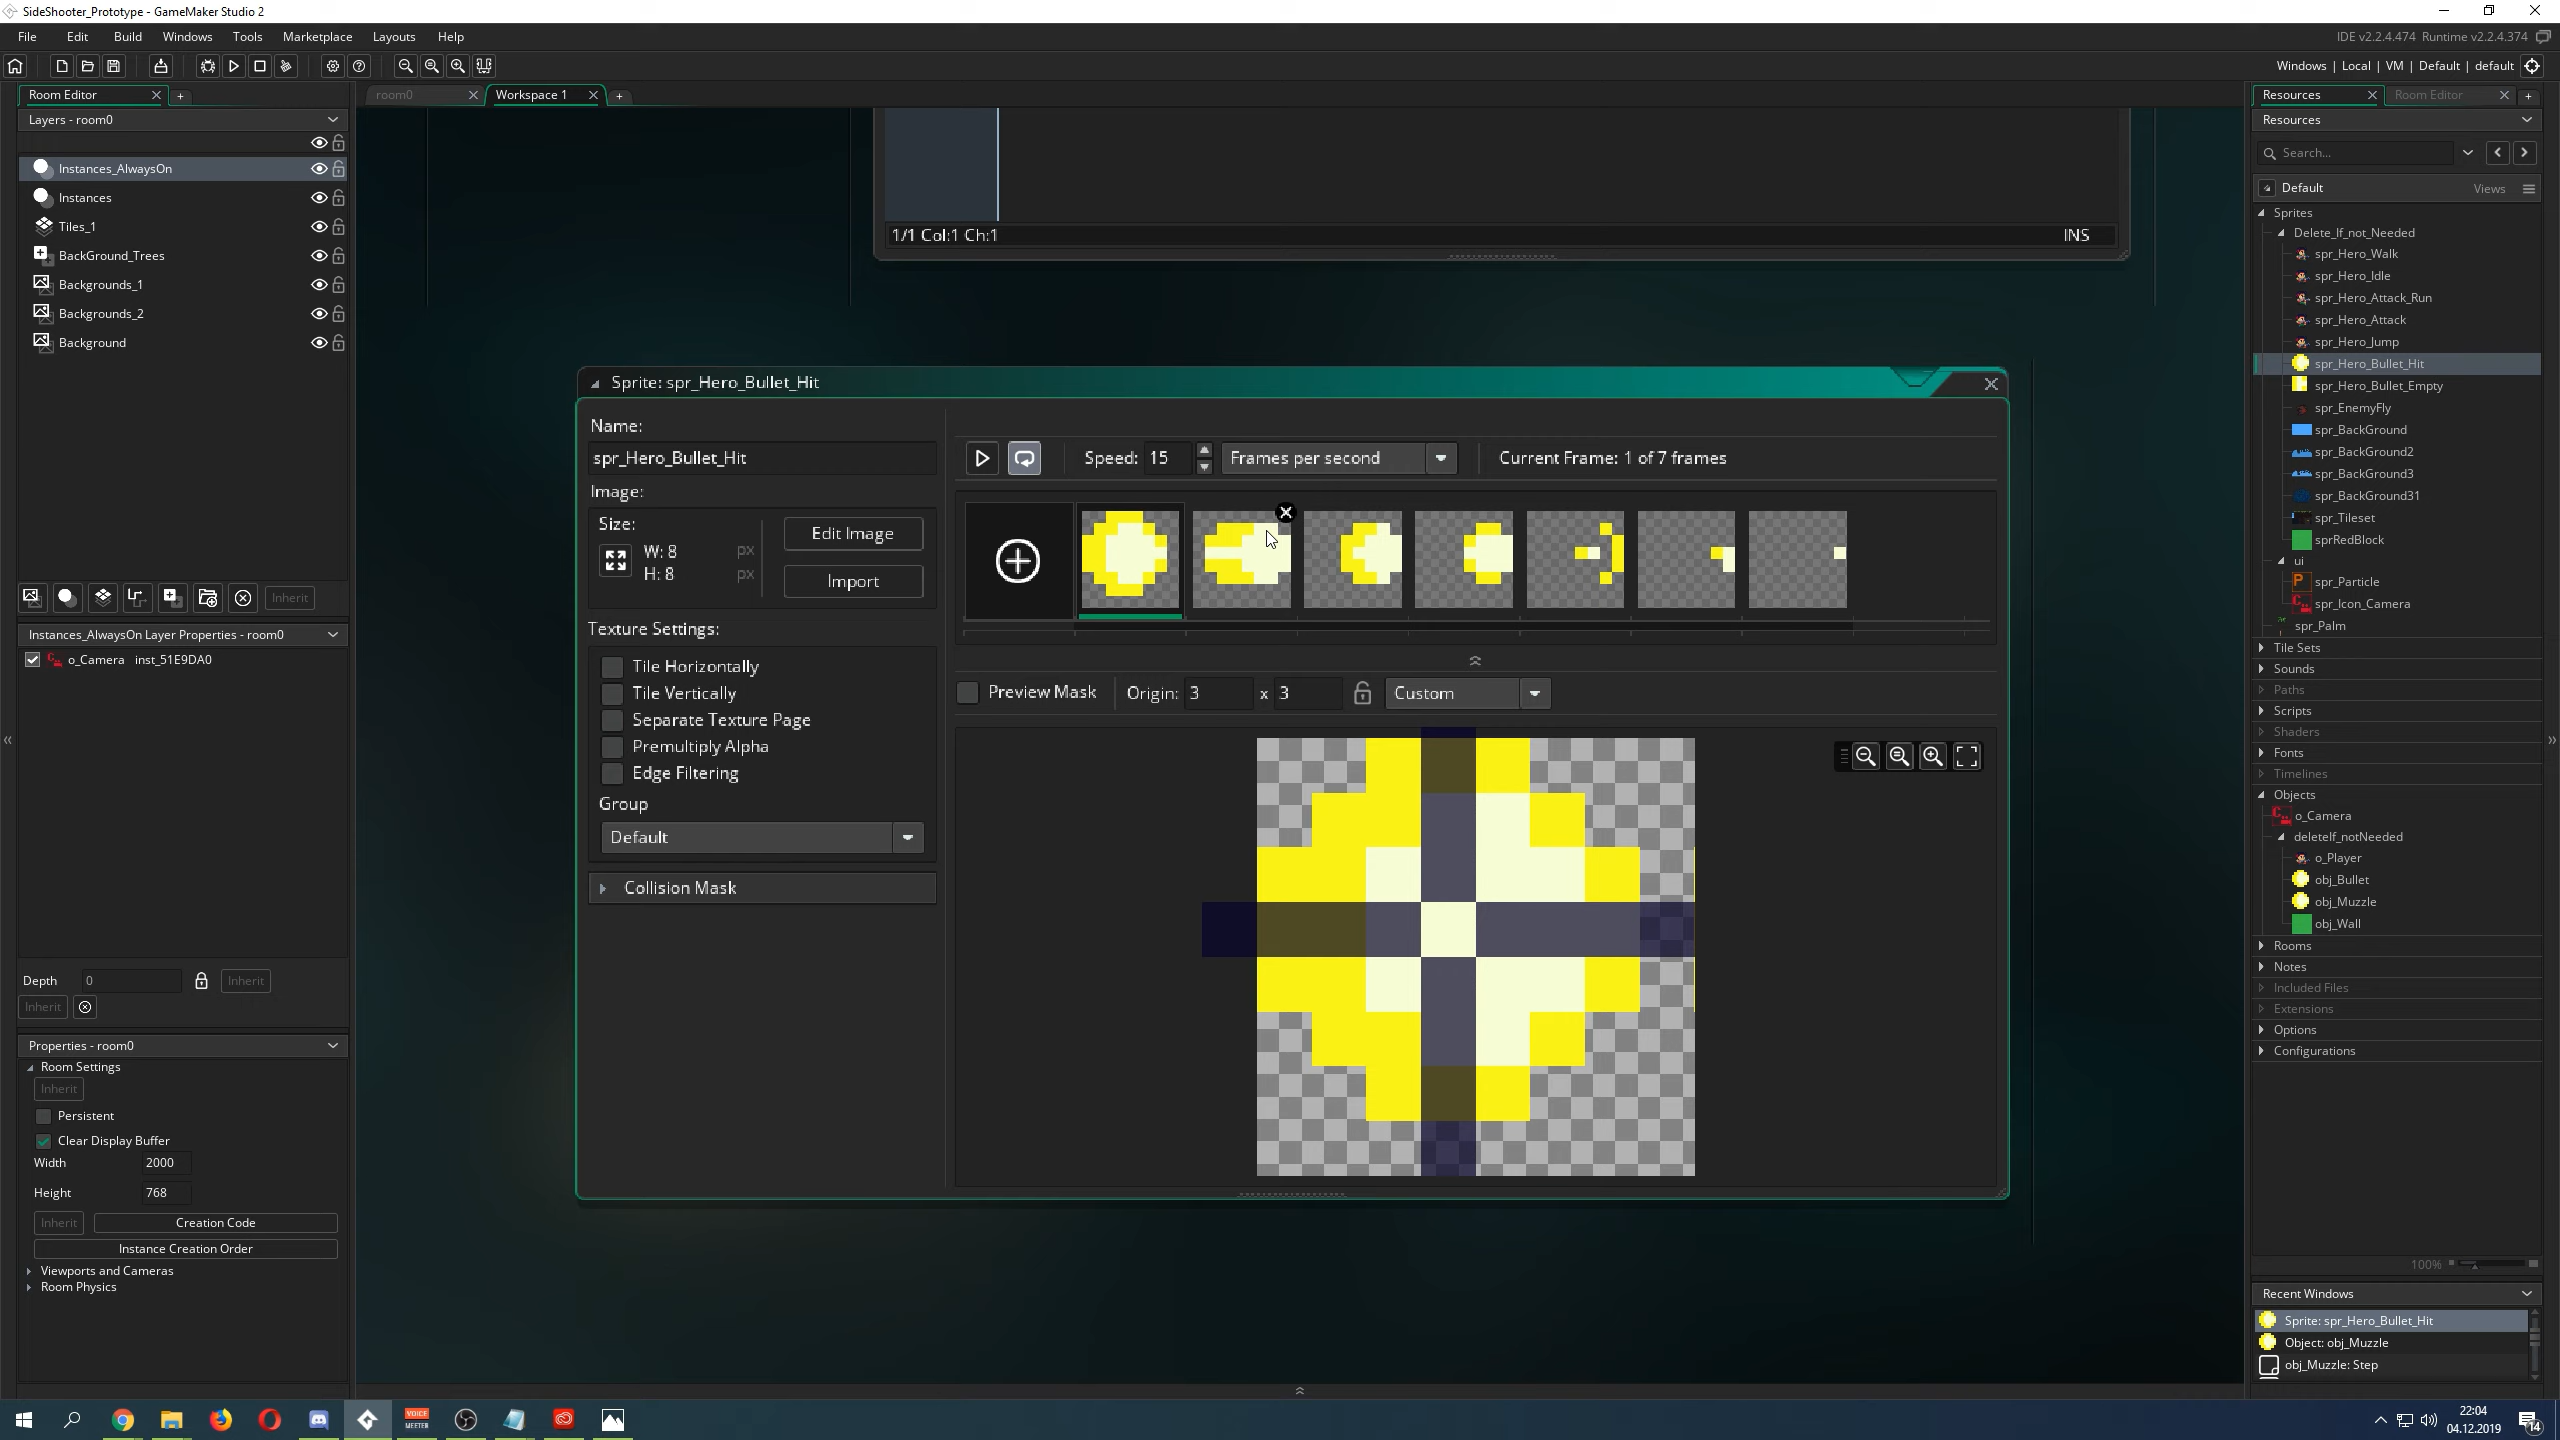 SideShooter_Prototype - GameMaker Studio 2
File Edit Build Windows Tools Marketplace Layouts Help
IDE v2.2.4.474 Runtime v2.2.4.374
Windows | Local | VM | Default | default
Room Editor
room0
Workspace 1
Resources
Room Editor
Layers - room0
Instances_AlwaysOn
Instances
Tiles_1
BackGround_Trees
Backgrounds_1
Backgrounds_2
Background
Inherit
Instances_AlwaysOn Layer Properties - room0
o_Camera inst_51E9DA0
Depth 0 Inherit
Inherit
Properties - room0
Room Settings
Inherit
Persistent
Clear Display Buffer
Width 2000
Height 768
Inherit Creation Code
Instance Creation Order
Viewports and Cameras
Room Physics
1/1 Col:1 Ch:1 INS
Sprite: spr_Hero_Bullet_Hit
Name:
spr_Hero_Bullet_Hit
Image:
Size:
W: 8 px
H: 8 px
Edit Image
Import
Texture Settings:
Tile Horizontally
Tile Vertically
Separate Texture Page
Premultiply Alpha
Edge Filtering
Group
Default
Collision Mask
Speed: 15 Frames per second Current Frame: 1 of 7 frames
Preview Mask Origin: 3 x 3 Custom
Resources
Search...
Default Views
Sprites
Delete_If_not_Needed
spr_Hero_Walk
spr_Hero_Idle
spr_Hero_Attack_Run
spr_Hero_Attack
spr_Hero_Jump
spr_Hero_Bullet_Hit
spr_Hero_Bullet_Empty
spr_EnemyFly
spr_BackGround
spr_BackGround2
spr_BackGround3
spr_BackGround31
spr_Tileset
sprRedBlock
ui
spr_Particle
spr_Icon_Camera
spr_Palm
Tile Sets
Sounds
Paths
Scripts
Shaders
Fonts
Timelines
Objects
o_Camera
deleteIf_notNeeded
o_Player
obj_Bullet
obj_Muzzle
obj_Wall
Rooms
Notes
Included Files
Extensions
Options
Configurations
100%
Recent Windows
Sprite: spr_Hero_Bullet_Hit
Object: obj_Muzzle
obj_Muzzle: Step
VOICE
MEETER
22:04
04.12.2019
14